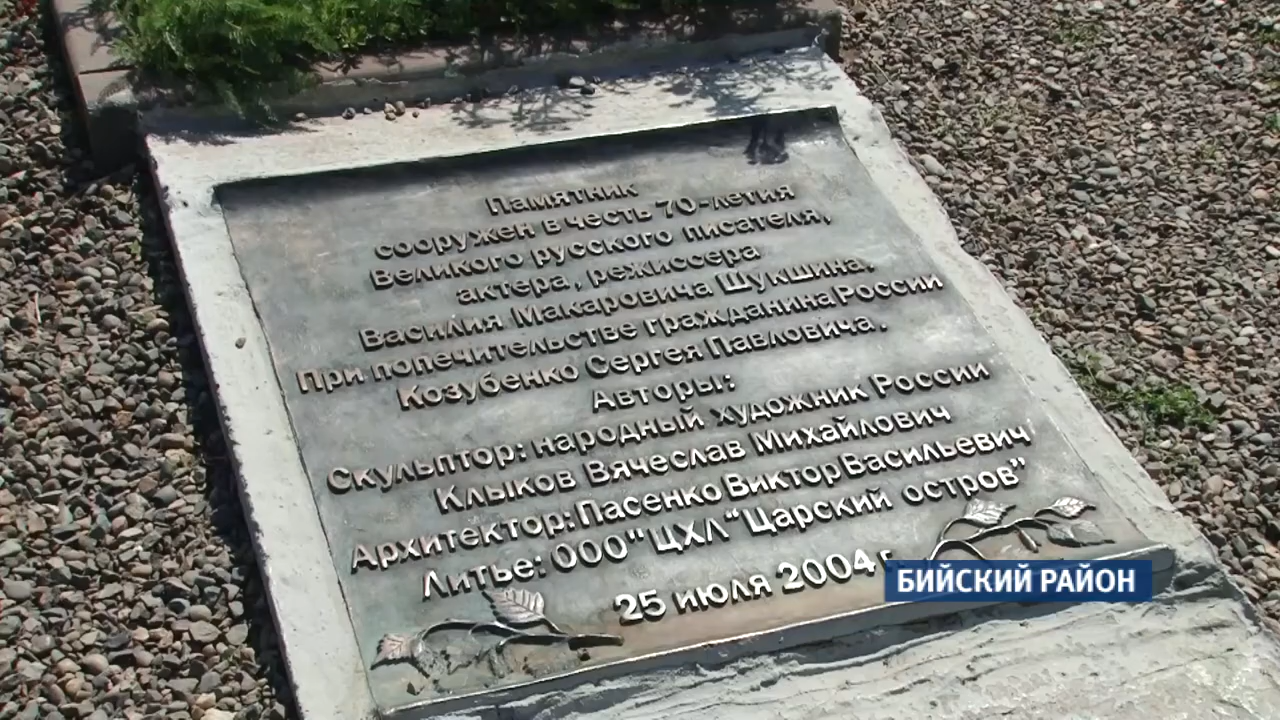 Памятник
сооружен в честь 70-летия
Великого русского писателя,
актера, режиссера
Василия Макаровича Шукшина.
При попечительстве гражданина России
Козубенко Сергея Павловича.
Авторы:
Скульптор: народный художник России
Клыков Вячеслав Михайлович
Архитектор: Пасенко Виктор Васильевич
Литье: ООО "ЦХЛ "Царский остров"
25 июля 2004 г.
БИЙСКИЙ РАЙОН